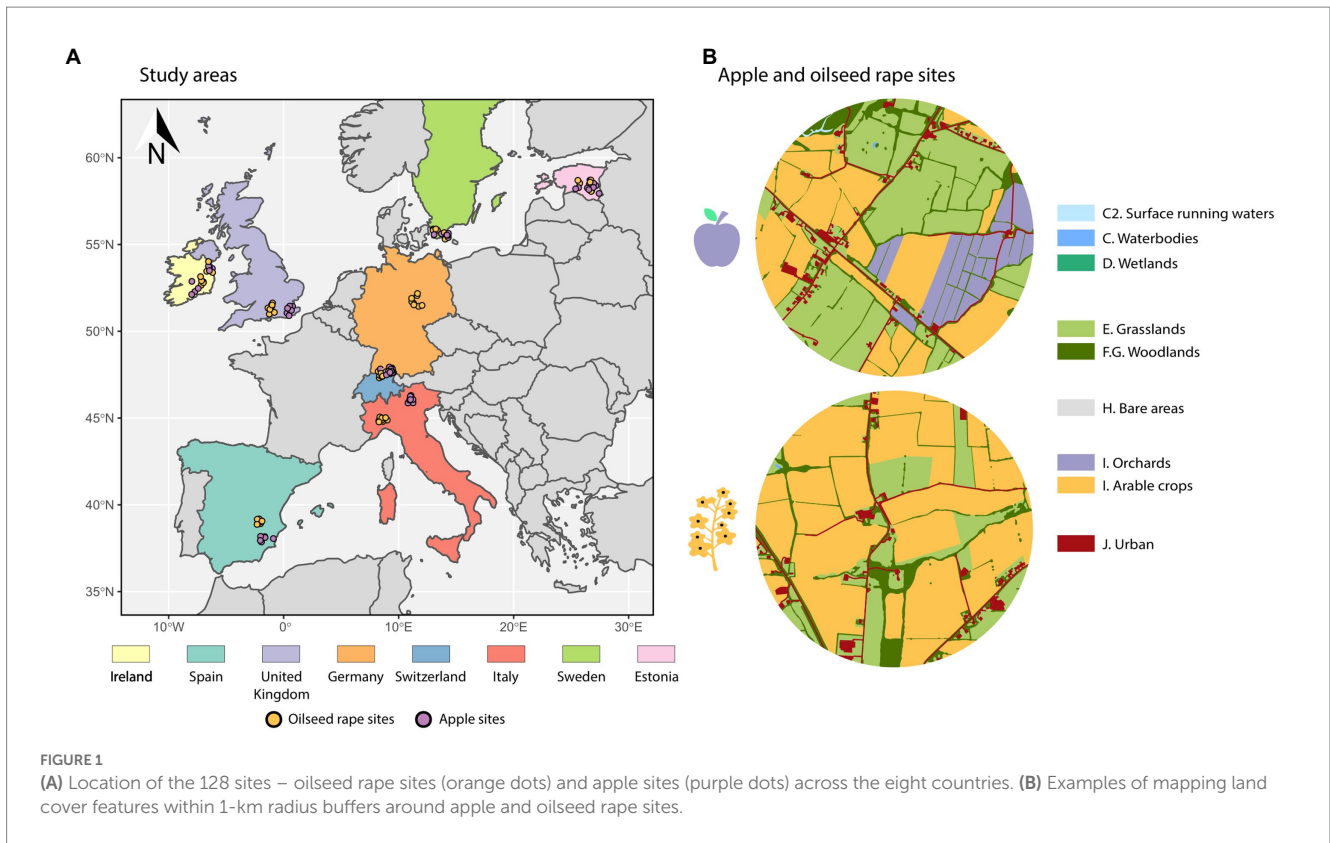 A
Study areas
N
60°N
55°N
50°N
45°N
40°N
35°N
10°W
0°
10°E
20°E
30°E
Ireland
Spain
United
Kingdom
Germany
Switzerland
Italy
Sweden
Estonia
Oilseed rape sites
Apple sites
B
Apple and oilseed rape sites
C2. Surface running waters
C. Waterbodies
D. Wetlands
E. Grasslands
F.G. Woodlands
H. Bare areas
I. Orchards
I. Arable crops
J. Urban
FIGURE 1
(A) Location of the 128 sites – oilseed rape sites (orange dots) and apple sites (purple dots) across the eight countries. (B) Examples of mapping land
cover features within 1-km radius buffers around apple and oilseed rape sites.